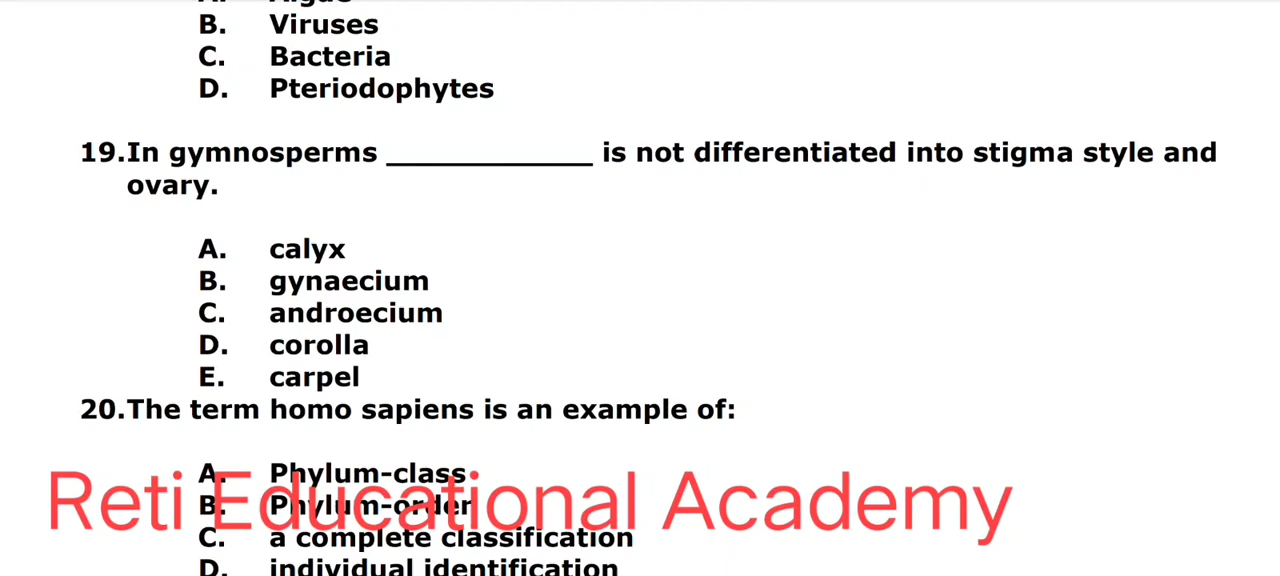 B. Viruses
C. Bacteria
D. Pteriodophytes
19.In gymnosperms ____________ is not differentiated into stigma style and
ovary.
A. calyx
B. gynaecium
C. androecium
D. corolla
E. carpel
20.The term homo sapiens is an example of:
A. Phylum-class
B. Phylum-order
Reti Educational Academy
C. a complete classification
D. individual identification